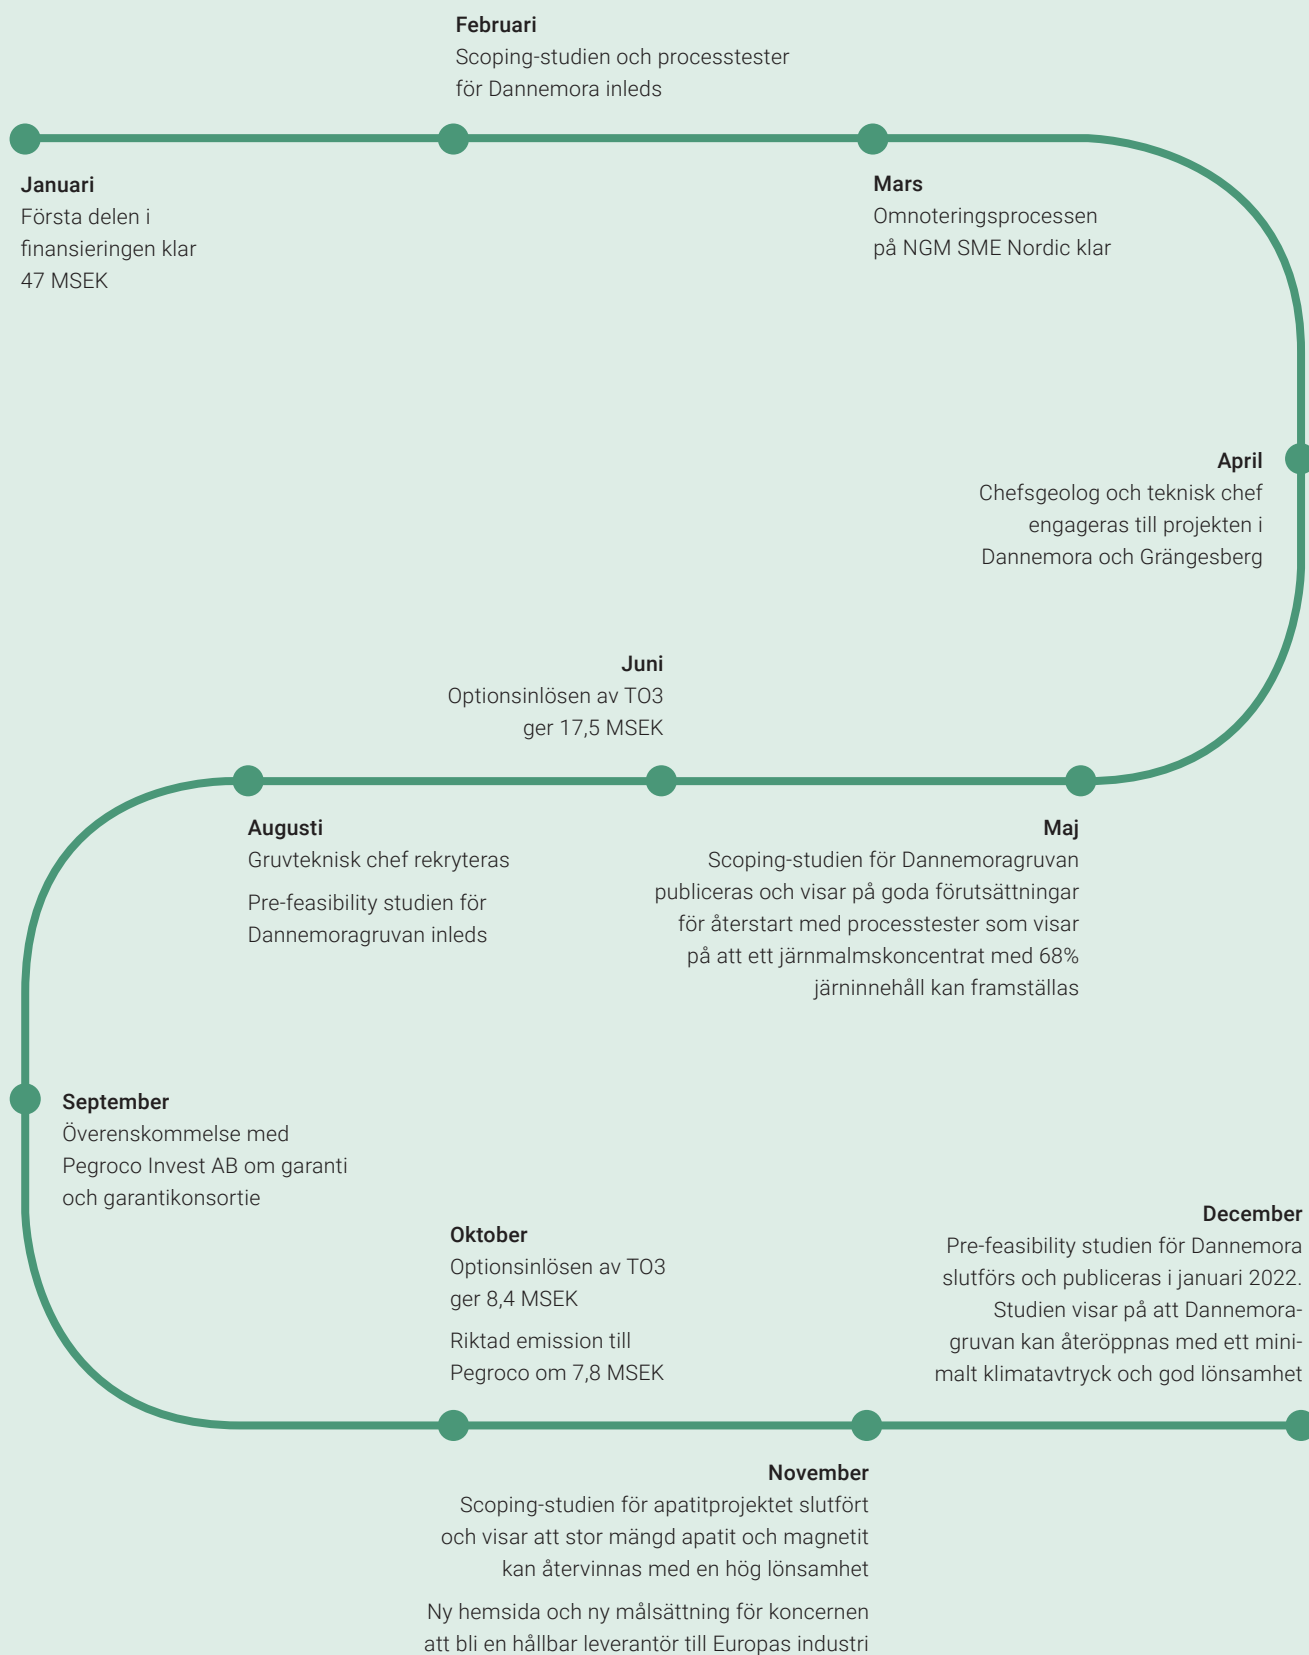 Februari
Scoping-studien och processtester
för Dannemora inleds
Januari
Första delen i
finansieringen klar
47 MSEK
Mars
Omnoteringsprocessen
på NGM SME Nordic klar
April
Chefsgeolog och teknisk chef
engageras till projekten i
Dannemora och Grängesberg
Juni
Optionsinlösen av TO3
ger 17,5 MSEK
Maj
Scoping-studien för Dannemoragruvan
publiceras och visar på goda förutsättningar
för återstart med processtester som visar
på att ett järnmalmskoncentrat med 68%
järninnehåll kan framställas
Augusti
Gruvteknisk chef rekryteras
Pre-feasibility studien för
Dannemoragruvan inleds
September
Överenskommelse med
Pegroco Invest AB om garanti
och garantikonsortie
Oktober
Optionsinlösen av TO3
ger 8,4 MSEK
Riktad emission till
Pegroco om 7,8 MSEK
November
Scoping-studien för apatitprojektet slutfört
och visar att stor mängd apatit och magnetit
kan återvinnas med en hög lönsamhet
Ny hemsida och ny målsättning för koncernen
att bli en hållbar leverantör till Europas industri
December
Pre-feasibility studien för Dannemora
slutförs och publiceras i januari 2022.
Studien visar på att Dannemora-
gruvan kan återöppnas med ett mini-
malt klimatavtryck och god lönsamhet